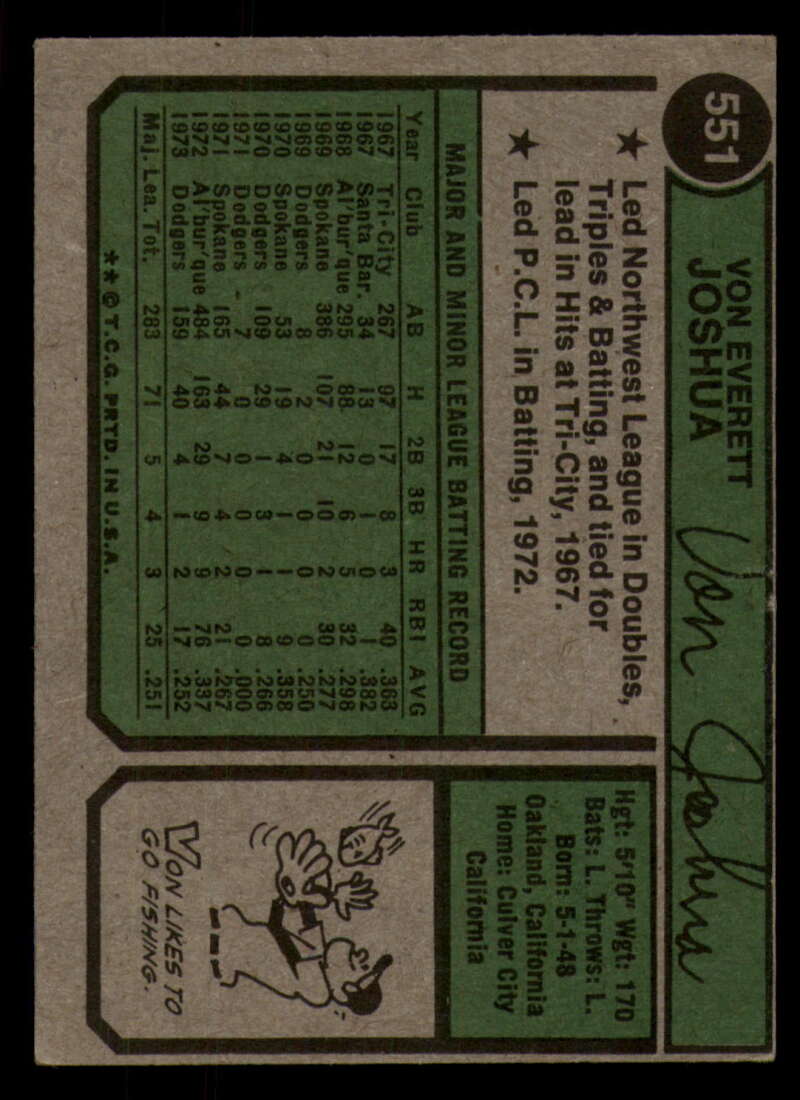 551
VON EVERETT
JOSHUA
Von Joshua
★ Led Northwest League in Doubles,
Triples & Batting, and tied for
lead in Hits at Tri-City, 1967.
★ Led P.C.L. in Batting, 1972.
MAJOR AND MINOR LEAGUE BATTING RECORD
Year Club AB H 2B 3B HR RBI AVG
1967 Tri-City 267 97 17 8 3 40 .363
1967 Santa Bar. 34 13 0 1 0 1 .382
1968 Al'bur'que 295 88 12 6 5 32 .298
1969 Spokane 386 107 21 10 2 30 .277
1969 Dodgers 8 2 0 0 0 0 .250
1970 Spokane 53 19 4 1 1 9 .358
1970 Dodgers 109 29 1 3 1 8 .266
1971 Dodgers 7 0 0 0 0 0 .000
1971 Spokane 165 44 7 4 2 21 .267
1972 Al'bur'que 484 163 29 9 9 76 .337
1973 Dodgers 159 40 4 1 2 17 .252
Maj. Lea. Tot. 283 71 5 4 3 25 .251
**© T.C.G. PRTD. IN U.S.A.
Hgt: 5'10" Wgt: 170
Bats: L. Throws: L.
Born: 5-1-48
Oakland, California
Home: Culver City
California
VON LIKES TO
GO FISHING.